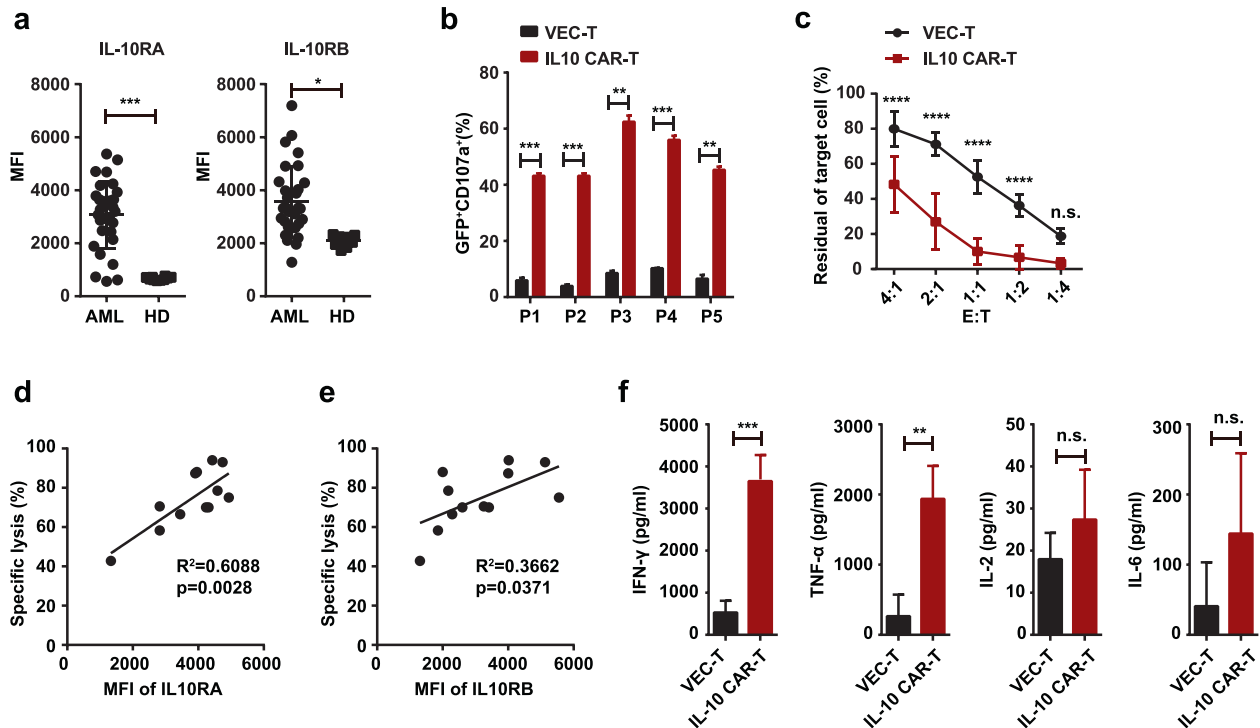 a
IL-10RA
MFI
8000
6000
4000
2000
0
***
AML HD
IL-10RB
MFI
8000
6000
4000
2000
0
*
AML HD
b
VEC-T
IL10 CAR-T
GFP⁺CD107a⁺(%)
80
60
40
20
0
***
***
**
***
**
P1 P2 P3 P4 P5
c
VEC-T
IL10 CAR-T
Residual of target cell (%)
100
80
60
40
20
0
****
****
****
****
n.s.
4:1 2:1 1:1 1:2 1:4
E:T
d
Specific lysis (%)
100
80
60
40
20
0
R²=0.6088
p=0.0028
0 2000 4000 6000
MFI of IL10RA
e
Specific lysis (%)
100
80
60
40
20
0
R²=0.3662
p=0.0371
0 2000 4000 6000
MFI of IL10RB
f
IFN-γ (pg/ml)
5000
4000
3000
2000
1000
0
***
VEC-T
IL-10 CAR-T
TNF-α (pg/ml)
3000
2000
1000
0
**
VEC-T
IL-10 CAR-T
IL-2 (pg/ml)
50
40
30
20
10
0
n.s.
VEC-T
IL-10 CAR-T
IL-6 (pg/ml)
300
200
100
0
n.s.
VEC-T
IL-10 CAR-T